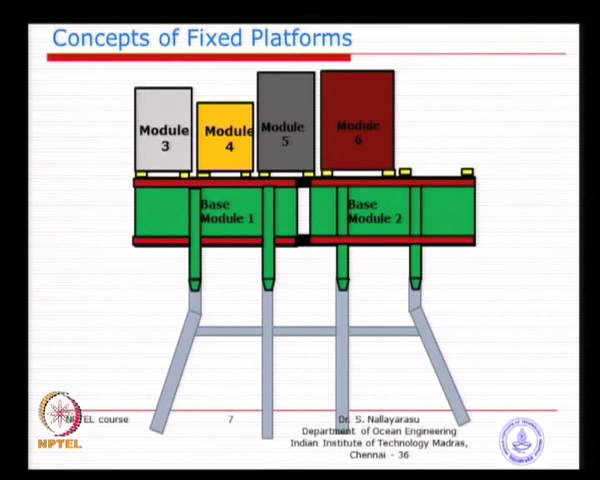 Concepts of Fixed Platforms
Module
3
Module
4
Module
5
Module
6
Base
Module 1
Base
Module 2
NPTEL course
7
Dr. S. Nallayarasu
Department of Ocean Engineering
Indian Institute of Technology Madras,
Chennai - 36
NPTEL